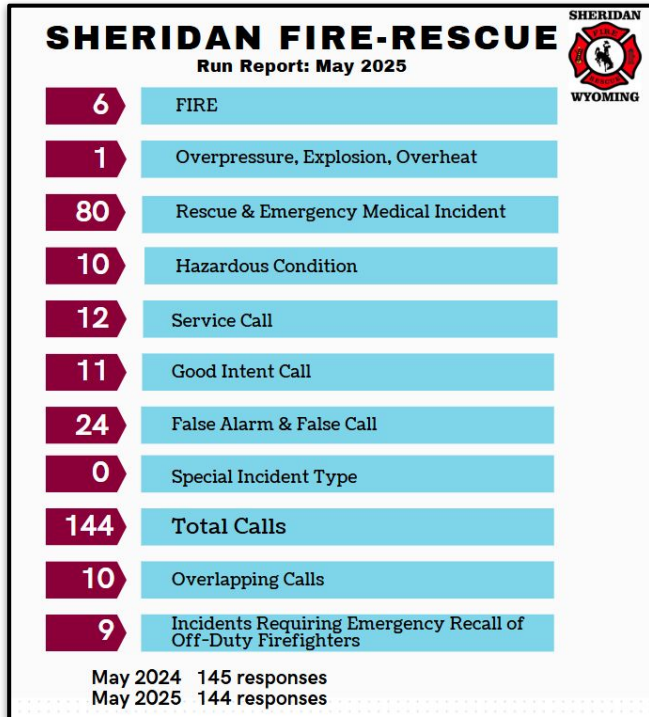 SHERIDAN FIRE-RESCUE
Run Report: May 2025
SHERIDAN
FIRE
RESCUE
WYOMING
6 FIRE
1 Overpressure, Explosion, Overheat
80 Rescue & Emergency Medical Incident
10 Hazardous Condition
12 Service Call
11 Good Intent Call
24 False Alarm & False Call
0 Special Incident Type
144 Total Calls
10 Overlapping Calls
9 Incidents Requiring Emergency Recall of
Off-Duty Firefighters
May 2024 145 responses
May 2025 144 responses